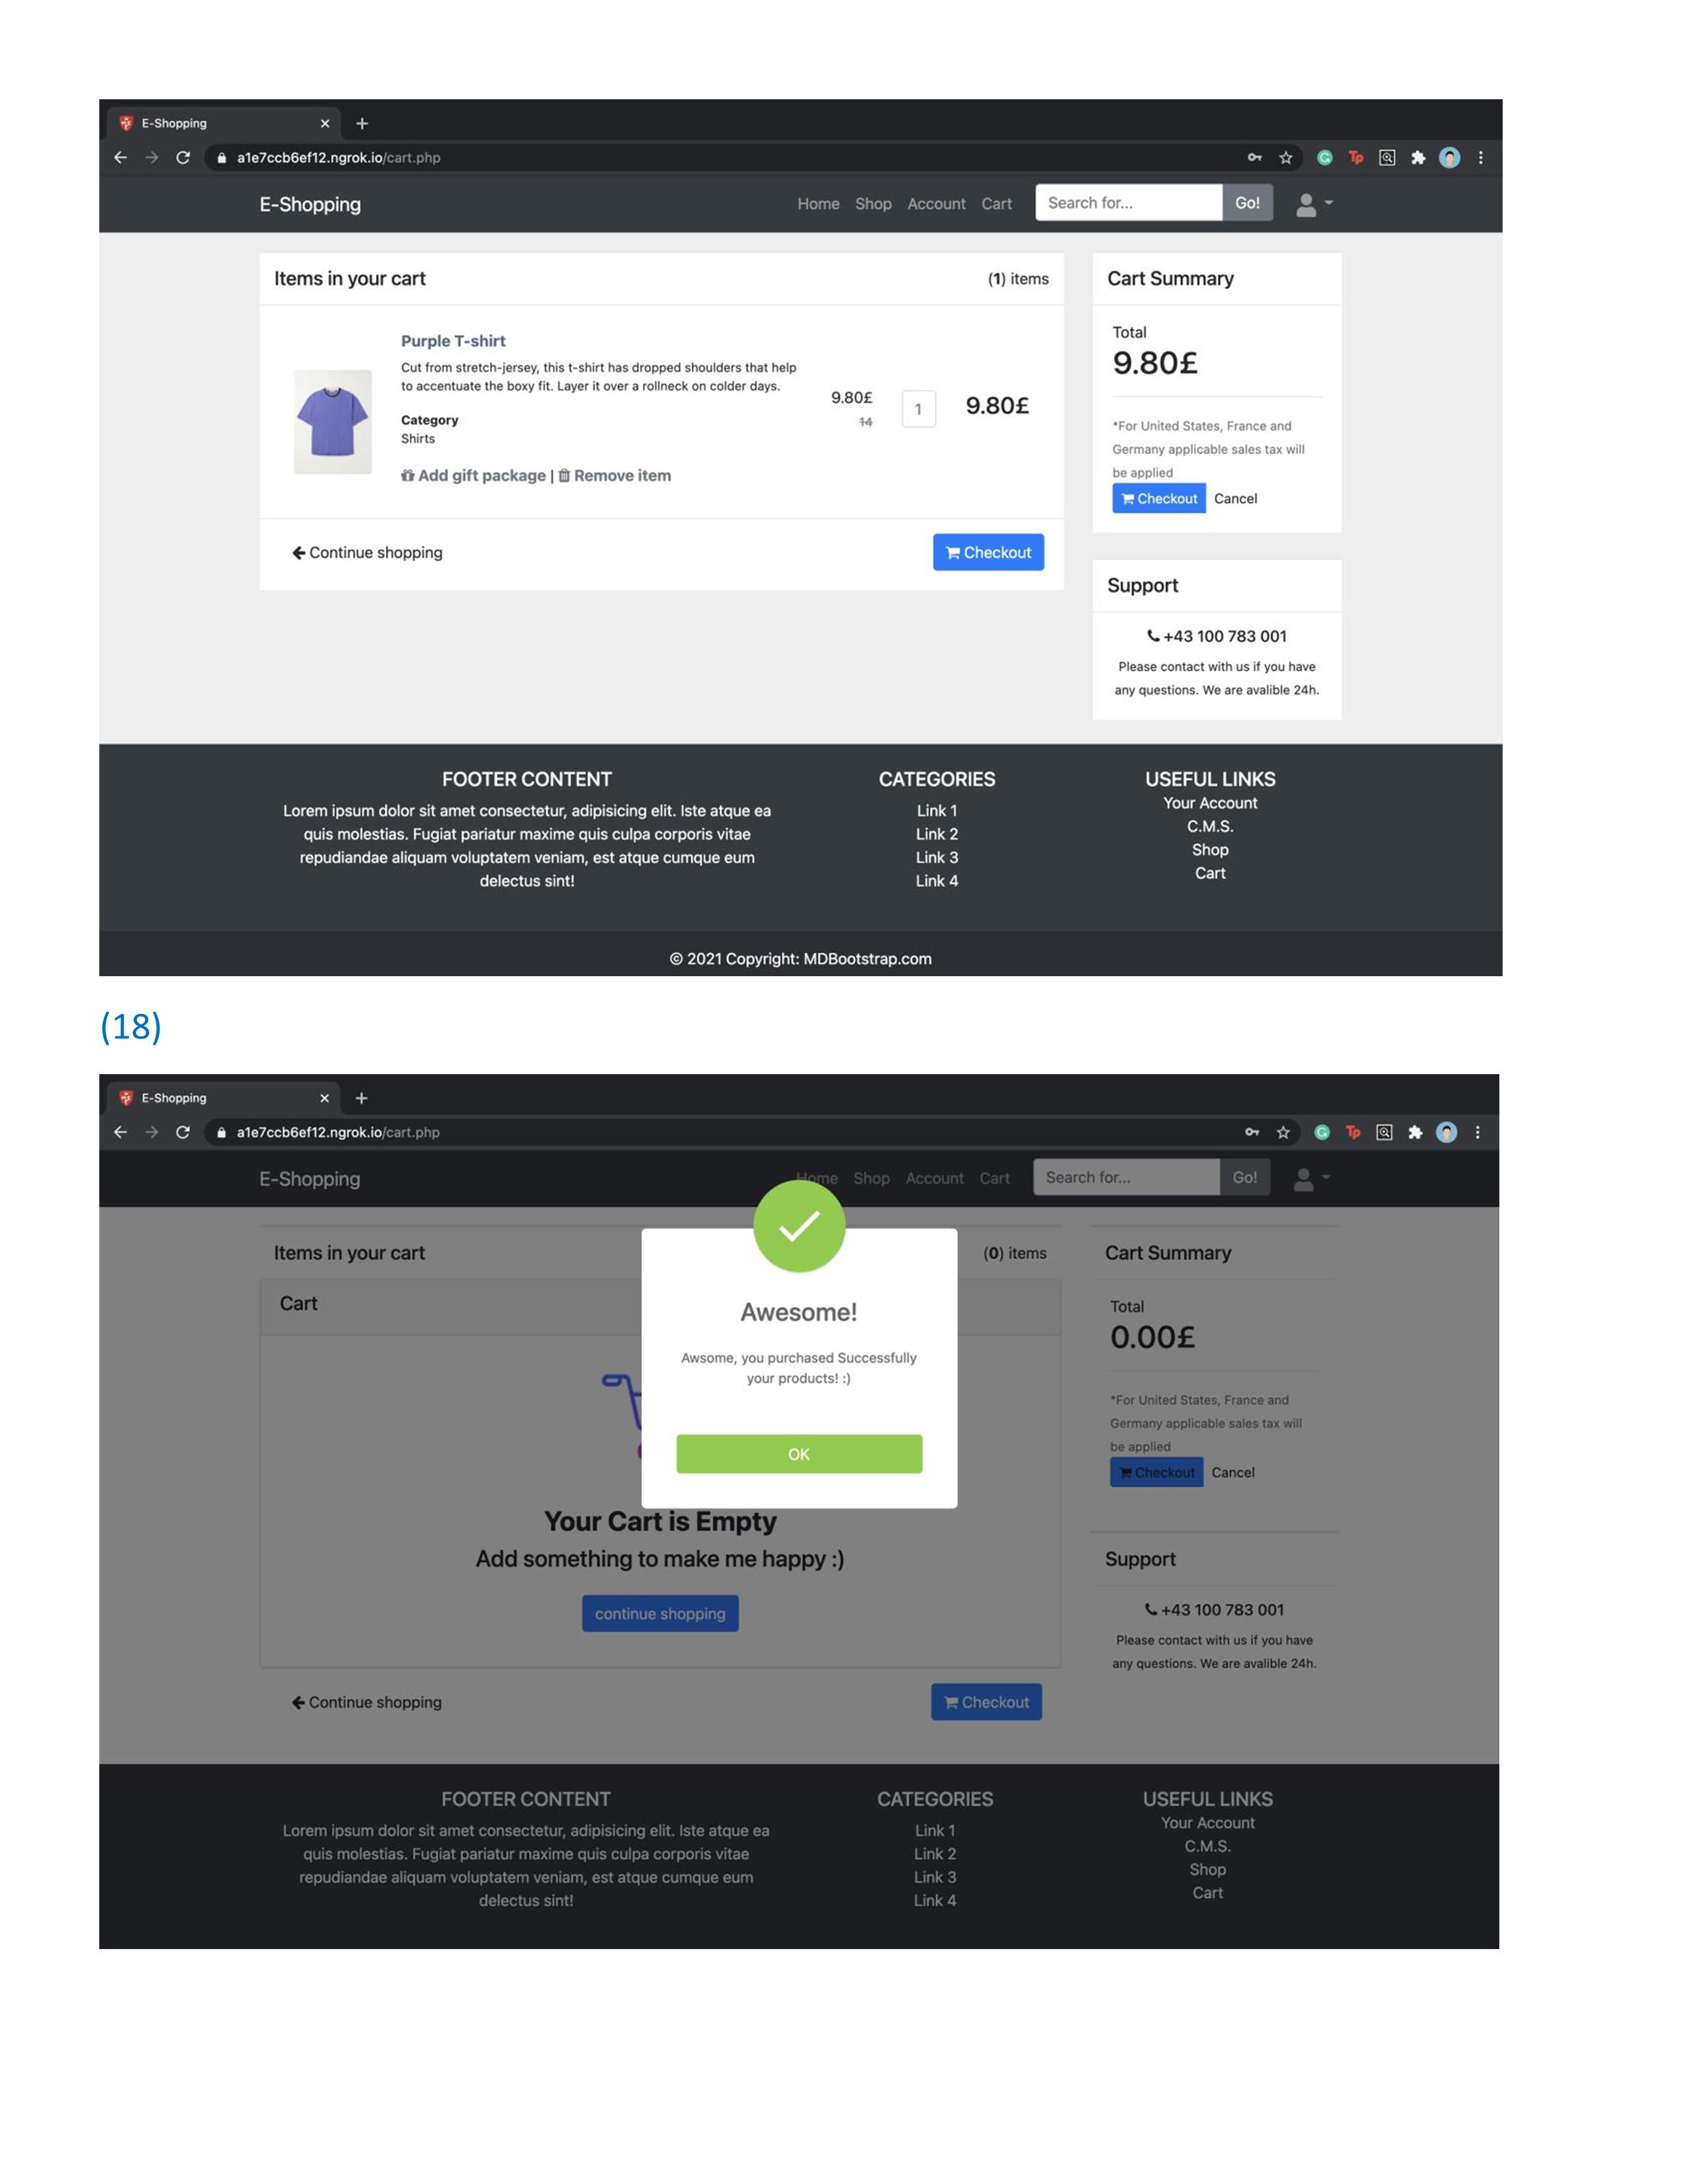 E-Shopping
a1e7ccb6ef12.ngrok.io/cart.php
E-Shopping Home Shop Account Cart Search for... Go!
Items in your cart (1) items
Purple T-shirt
Cut from stretch-jersey, this t-shirt has dropped shoulders that help
to accentuate the boxy fit. Layer it over a rollneck on colder days.
Category
Shirts
Add gift package | Remove item
9.80£
14
1
9.80£
Continue shopping Checkout
Cart Summary
Total
9.80£
*For United States, France and
Germany applicable sales tax will
be applied
Checkout Cancel
Support
+43 100 783 001
Please contact with us if you have
any questions. We are avalible 24h.
FOOTER CONTENT
Lorem ipsum dolor sit amet consectetur, adipisicing elit. Iste atque ea
quis molestias. Fugiat pariatur maxime quis culpa corporis vitae
repudiandae aliquam voluptatem veniam, est atque cumque eum
delectus sint!
CATEGORIES
Link 1
Link 2
Link 3
Link 4
USEFUL LINKS
Your Account
C.M.S.
Shop
Cart
© 2021 Copyright: MDBootstrap.com
(18)
E-Shopping
a1e7ccb6ef12.ngrok.io/cart.php
E-Shopping Home Shop Account Cart Search for... Go!
Items in your cart (0) items
Cart
Awesome!
Awsome, you purchased Successfully
your products! :)
OK
Your Cart is Empty
Add something to make me happy :)
continue shopping
Continue shopping Checkout
Cart Summary
Total
0.00£
*For United States, France and
Germany applicable sales tax will
be applied
Checkout Cancel
Support
+43 100 783 001
Please contact with us if you have
any questions. We are avalible 24h.
FOOTER CONTENT
Lorem ipsum dolor sit amet consectetur, adipisicing elit. Iste atque ea
quis molestias. Fugiat pariatur maxime quis culpa corporis vitae
repudiandae aliquam voluptatem veniam, est atque cumque eum
delectus sint!
CATEGORIES
Link 1
Link 2
Link 3
Link 4
USEFUL LINKS
Your Account
C.M.S.
Shop
Cart